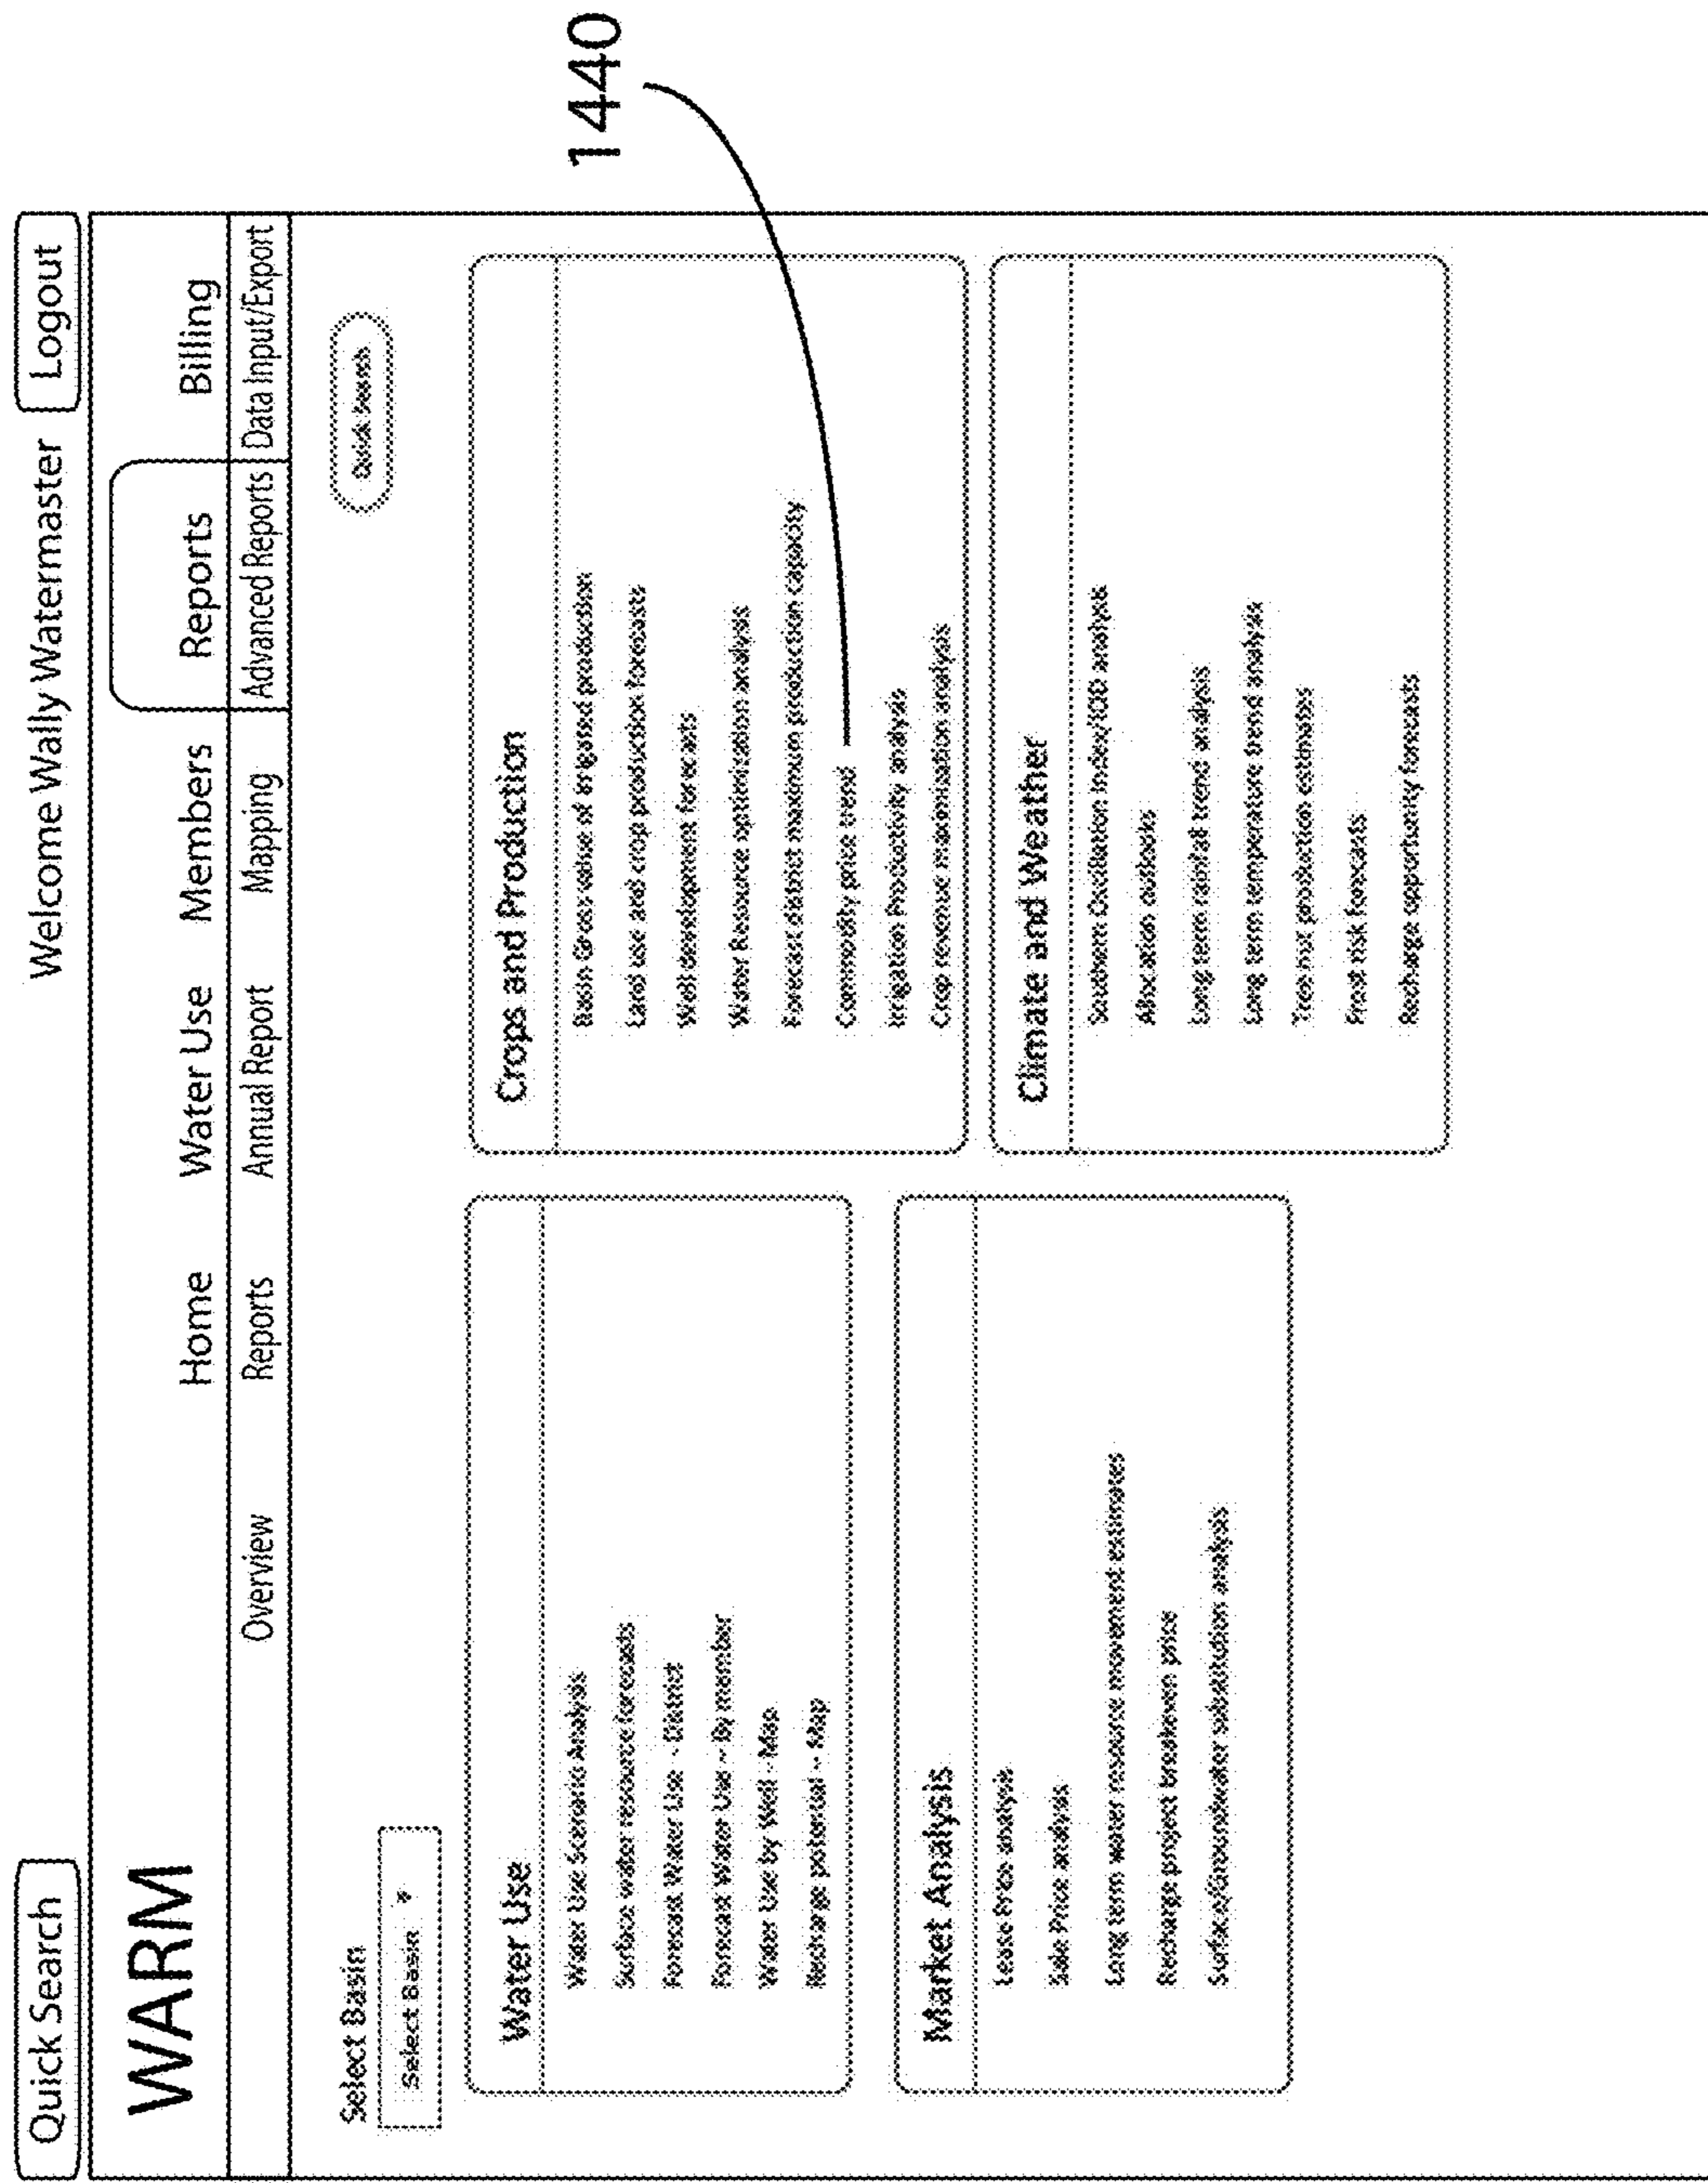 Quick Search
Welcome Wally Watermaster
Logout
WARM
Home
Water Use
Members
Reports
Billing
Overview
Reports
Annual Report
Mapping
Advanced Reports
Data Input/Export
Select Basin
Select Basin
Quick Search
Water Use
Water Use Scenario Analysis
Surface water resource forecasts
Forecast Water Use - District
Forecast Water Use - By member
Water Use by Well - Map
Recharge potential - Map
Market Analysis
Lease Price analysis
Sale Price analysis
Long term water resource movement estimates
Recharge project breakeven price
Surface/Groundwater substitution analysis
Crops and Production
Basin Gross value of irrigated production
Land use and crop production forecasts
Well development forecasts
Water Resource optimization analysis
Forecast district maximum production capacity
Commodity price trend
Irrigation Productivity analysis
Crop revenue maximisation analysis
Climate and Weather
Southern Oscillation Index/IOD analysis
Allocation outlooks
Long term rainfall trend analysis
Long term temperature trend analysis
Tree nut production estimates
Frost risk forecasts
Recharge opportunity forecasts
1440